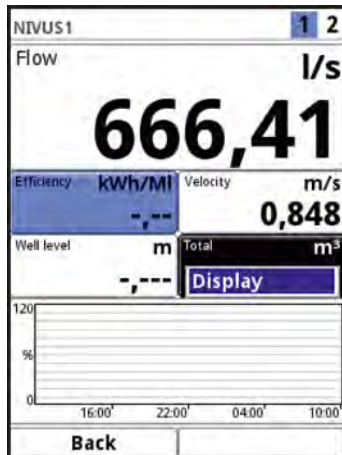 NIVUS1 1 2
Flow l/s
666,41
Efficiency kWh/Ml Velocity m/s
-,-- 0,848
Well level m Total m³
-,--- Display
120
%
0
16:00' 22:00' 04:00' 10:00'
Back